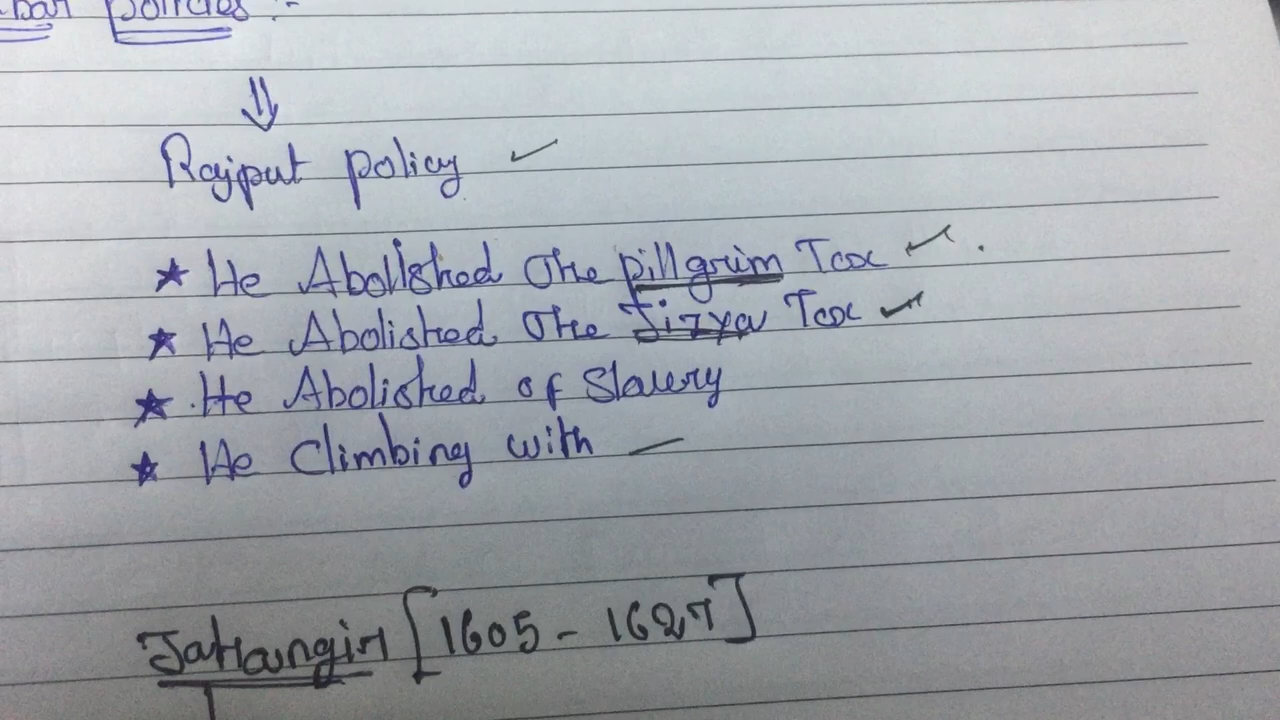 bar policies :-
Rajput policy
He Abolished The pillgrim Tax
He Abolished The Jizya Tax
He Abolished of Slavery
He Climbing with —
Jahangir [1605 - 1627]